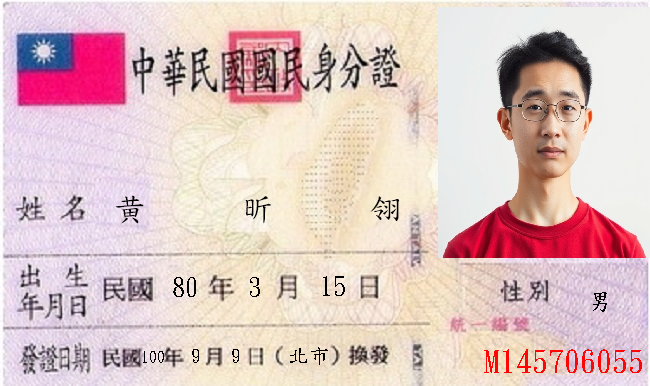 中華民國國民身分證
姓名 黃昕翎
出生年月日 民國 80 年 3 月 15 日
性別 男
統一編號
發證日期 民國100年9月9日(北市)換發
M145706055